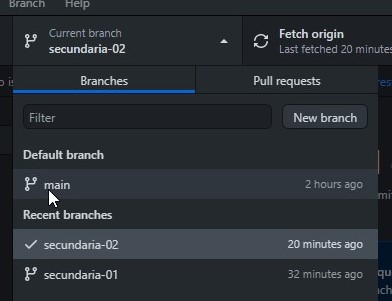 Branch Help
Current branch
secundaria-02
Fetch origin
Last fetched 20 minutes
Branches
Pull requests
Filter
New branch
Default branch
main
2 hours ago
Recent branches
secundaria-02
20 minutes ago
secundaria-01
32 minutes ago